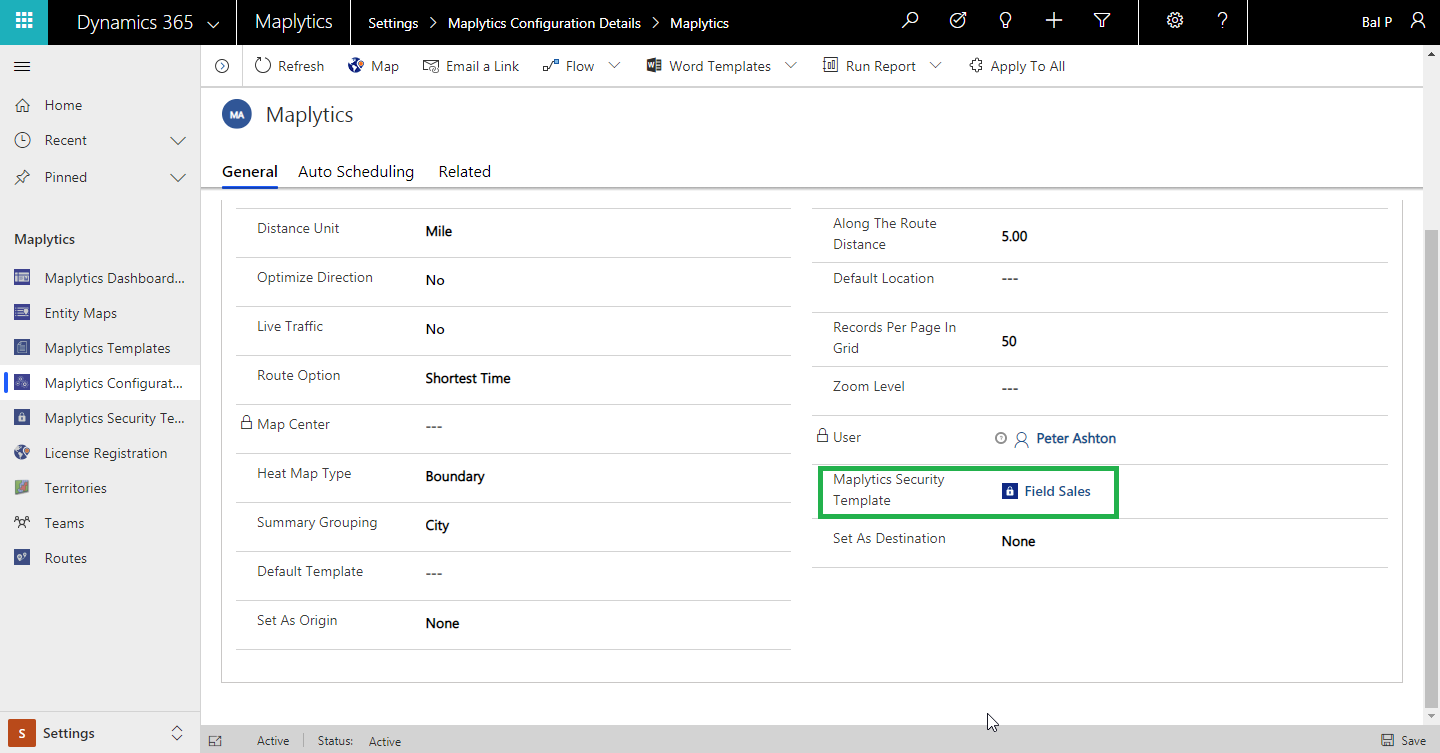 Dynamics 365
Maplytics
Settings > Maplytics Configuration Details > Maplytics
Bal P
Refresh
Map
Email a Link
Flow
Word Templates
Run Report
Apply To All
Home
Recent
Pinned
Maplytics
Maplytics Dashboard...
Entity Maps
Maplytics Templates
Maplytics Configurat...
Maplytics Security Te...
License Registration
Territories
Teams
Routes
S Settings
MA
Maplytics
General
Auto Scheduling
Related
Distance Unit
Mile
Optimize Direction
No
Live Traffic
No
Route Option
Shortest Time
Map Center
---
Heat Map Type
Boundary
Summary Grouping
City
Default Template
---
Set As Origin
None
Along The Route
Distance
5.00
Default Location
---
Records Per Page In
Grid
50
Zoom Level
---
User
Peter Ashton
Maplytics Security
Template
Field Sales
Set As Destination
None
Active
Status:
Active
Save